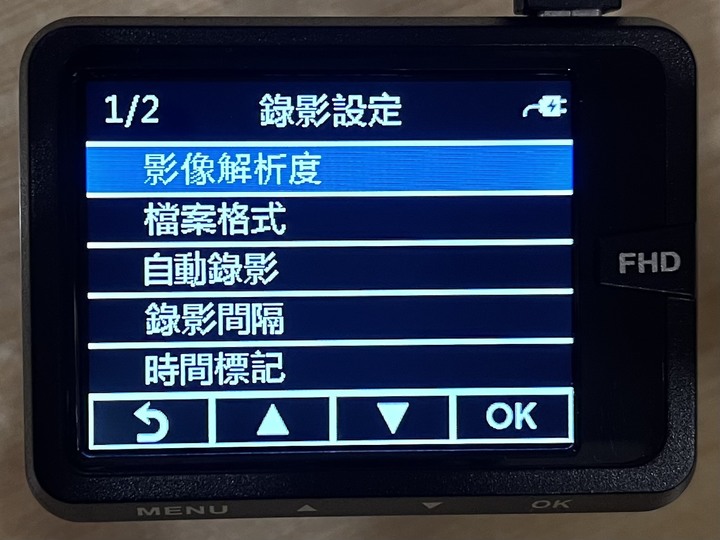 1/2 錄影設定
影像解析度
檔案格式
自動錄影
錄影間隔
時間標記
OK
FHD
MENU OK